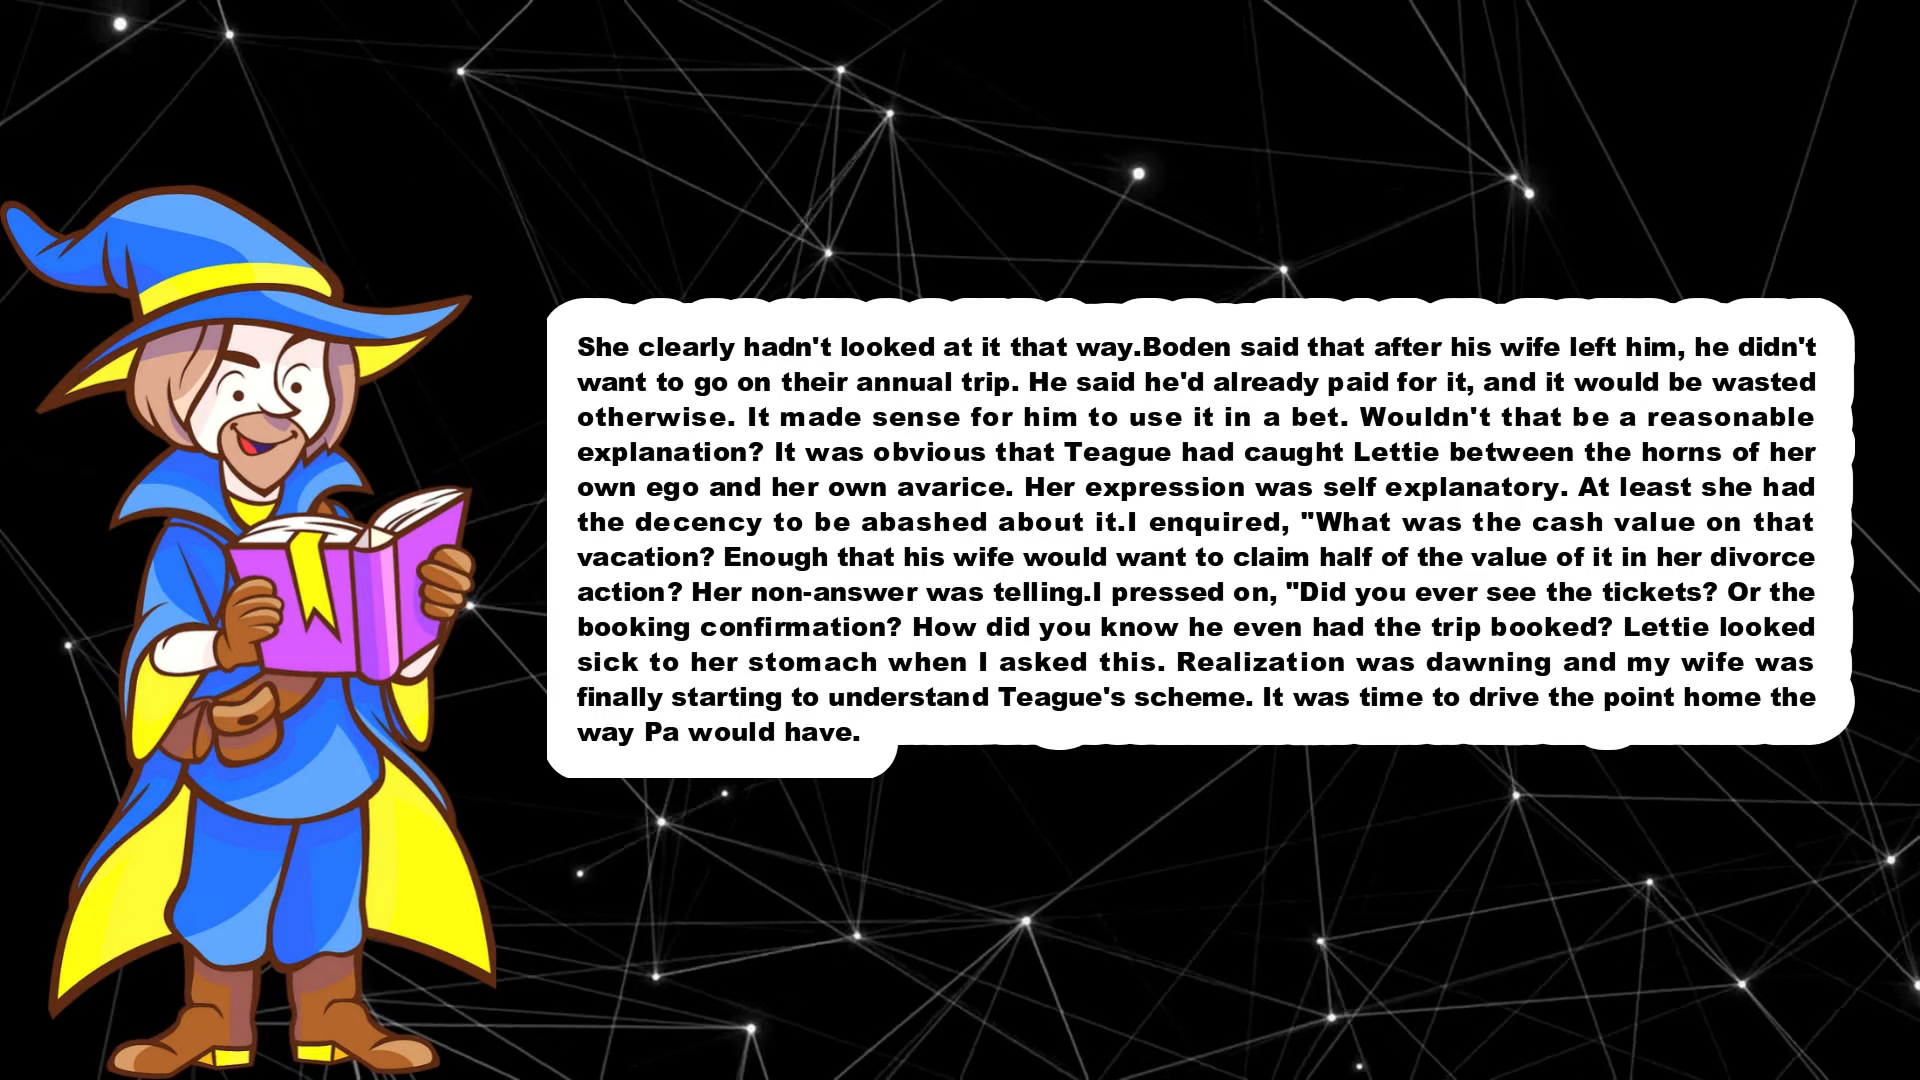 She clearly hadn't looked at it that way.Boden said that after his wife left him, he didn't
want to go on their annual trip. He said he'd already paid for it, and it would be wasted
otherwise. It made sense for him to use it in a bet. Wouldn't that be a reasonable
explanation? It was obvious that Teague had caught Lettie between the horns of her
own ego and her own avarice. Her expression was self explanatory. At least she had
the decency to be abashed about it.I enquired, "What was the cash value on that
vacation? Enough that his wife would want to claim half of the value of it in her divorce
action? Her non-answer was telling.I pressed on, "Did you ever see the tickets? Or the
booking confirmation? How did you know he even had the trip booked? Lettie looked
sick to her stomach when I asked this. Realization was dawning and my wife was
finally starting to understand Teague's scheme. It was time to drive the point home the
way Pa would have.